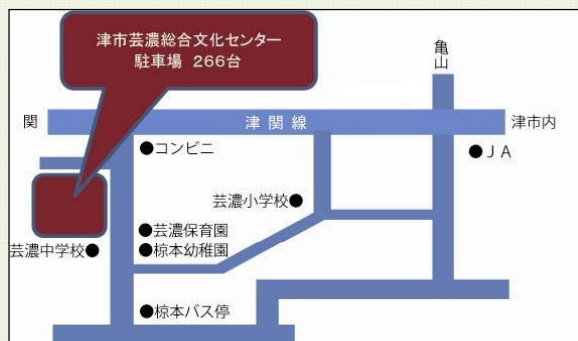 津市芸濃総合文化センター
駐車場 266台
亀山
関
津関線
津市内
●コンビニ
●ＪＡ
芸濃小学校●
●芸濃保育園
●椋本幼稚園
芸濃中学校●
●椋本バス停